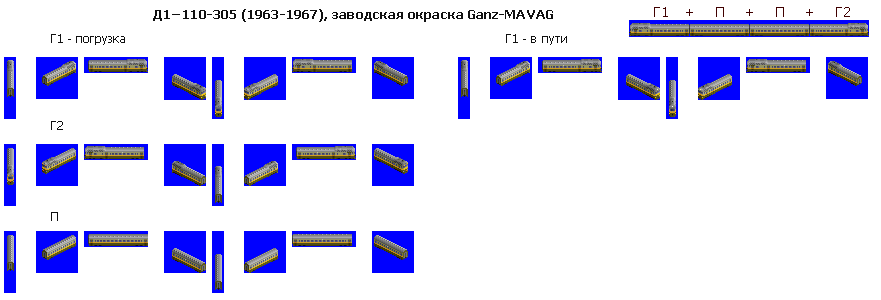 Д1–110-305 (1963-1967), заводская окраска Ganz-MAVAG
Г1 + П + П + Г2
Г1 - погрузка
Г1 - в пути
Г2
П